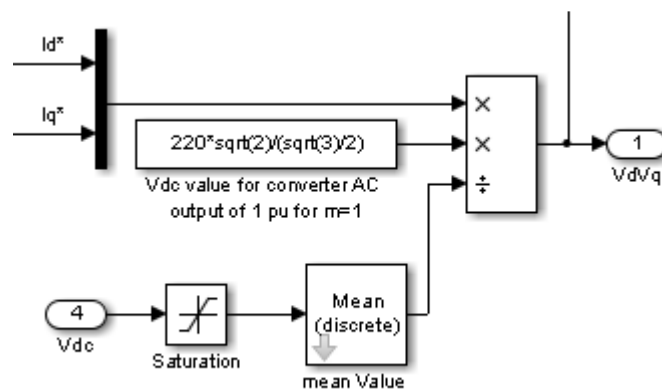 Id*
Iq*
×
220*sqrt(2)/(sqrt(3)/2)
×
÷
Vdc value for converter AC
output of 1 pu for m=1
1
VdVq
4
Vdc
Saturation
Mean
(discrete)
mean Value